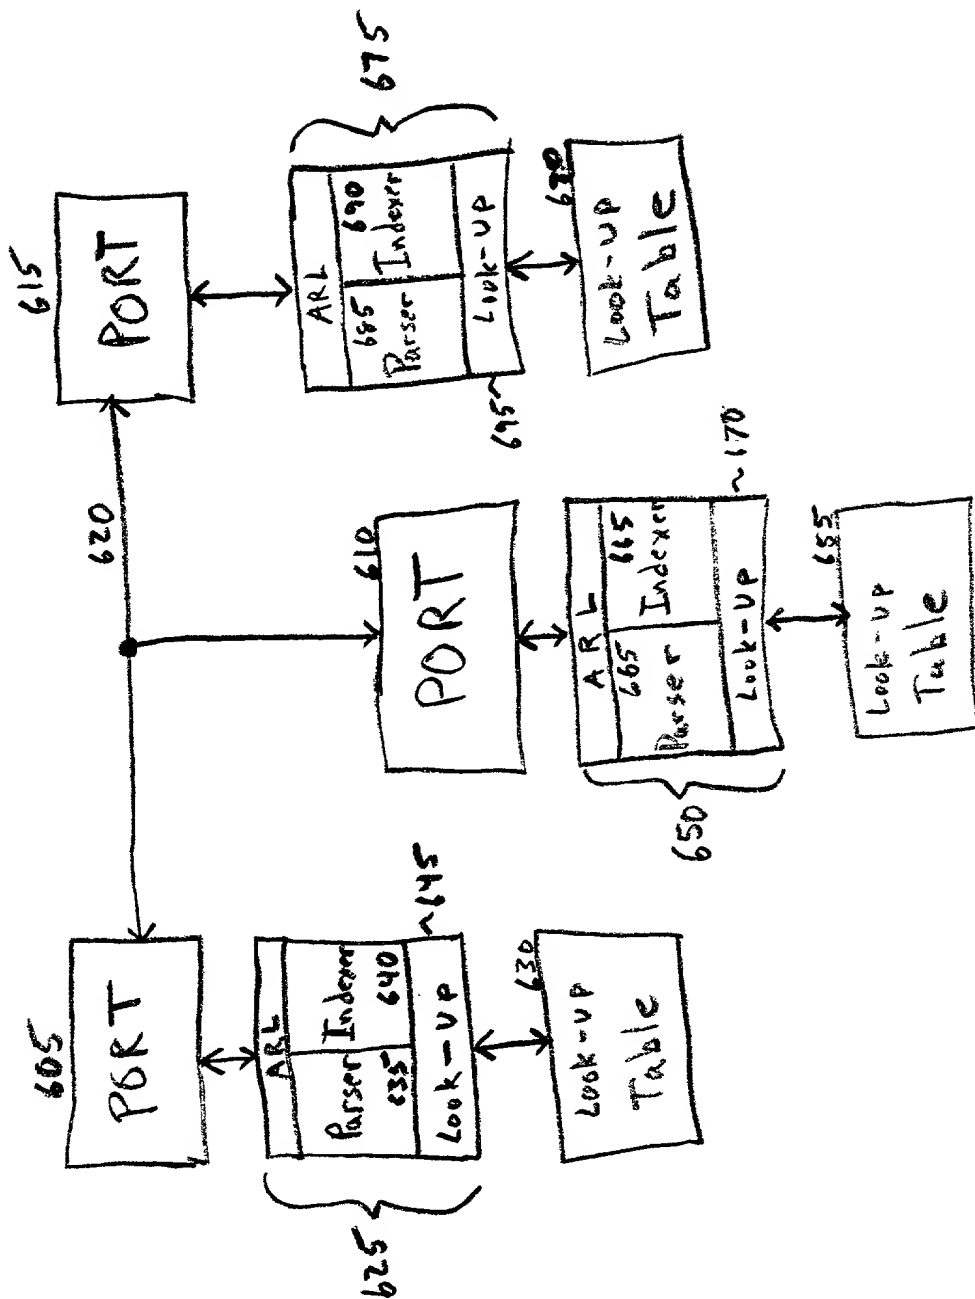 605
PORT
ARL
Parser Indexer
635 640
Look-UP
~645
625
630
Look-UP
Table
620
610
PORT
ARL
665 665
Parser Indexer
Look-UP
~170
650
655
Look-UP
Table
615
PORT
ARL
685 690
Parser Indexer
Look-UP
695~
675
Look-UP
Table